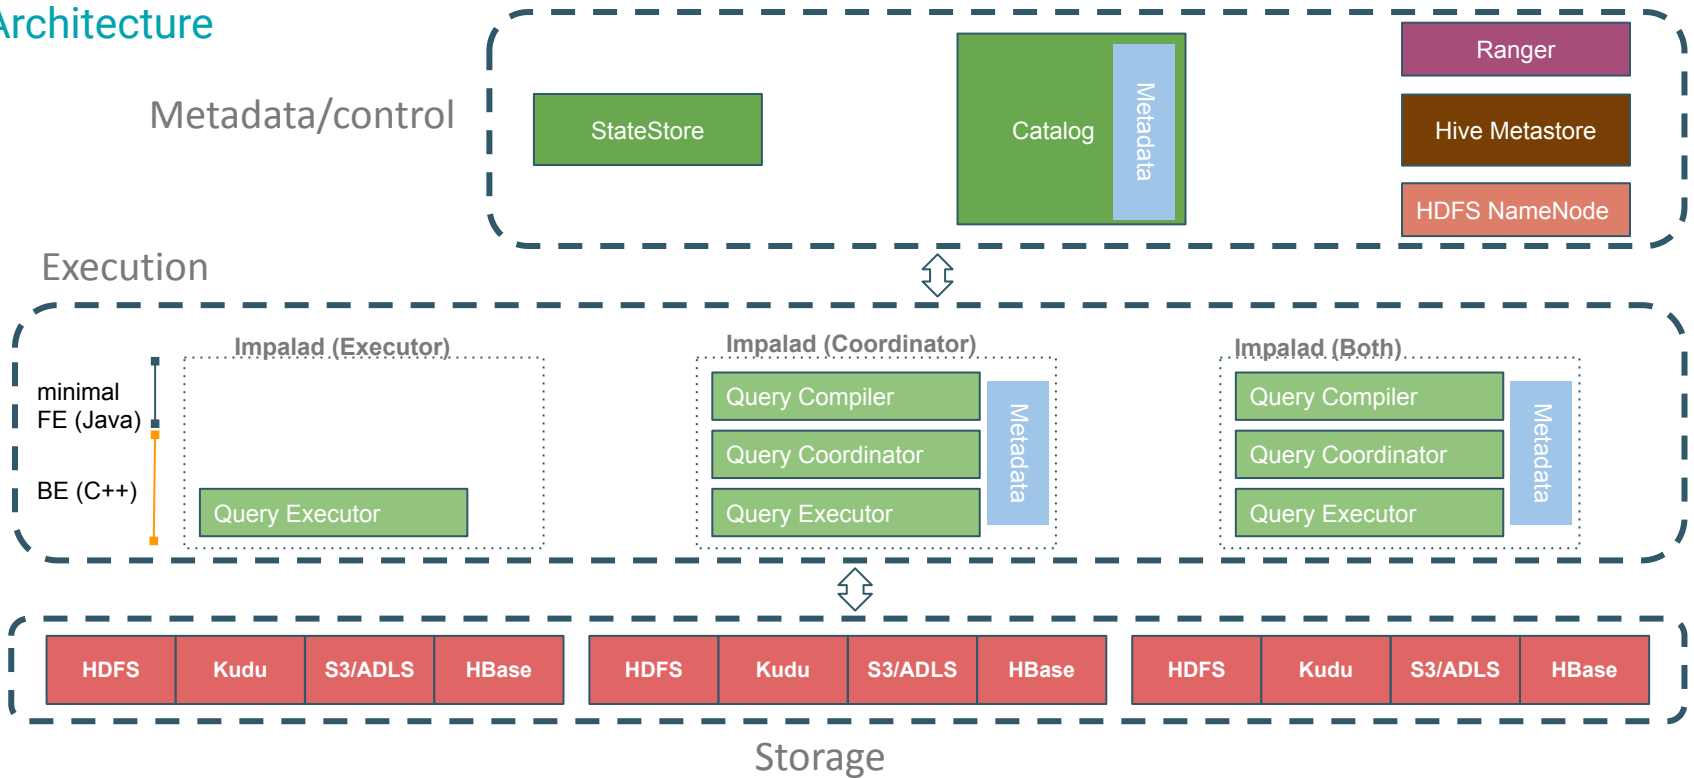 Architecture
Metadata/control
StateStore
Catalog
Metadata
Ranger
Hive Metastore
HDFS NameNode
Execution
minimal
FE (Java)
BE (C++)
Impalad (Executor)
Query Executor
Impalad (Coordinator)
Query Compiler
Query Coordinator
Query Executor
Metadata
Impalad (Both)
Query Compiler
Query Coordinator
Query Executor
Metadata
HDFS Kudu S3/ADLS HBase HDFS Kudu S3/ADLS HBase HDFS Kudu S3/ADLS HBase
Storage